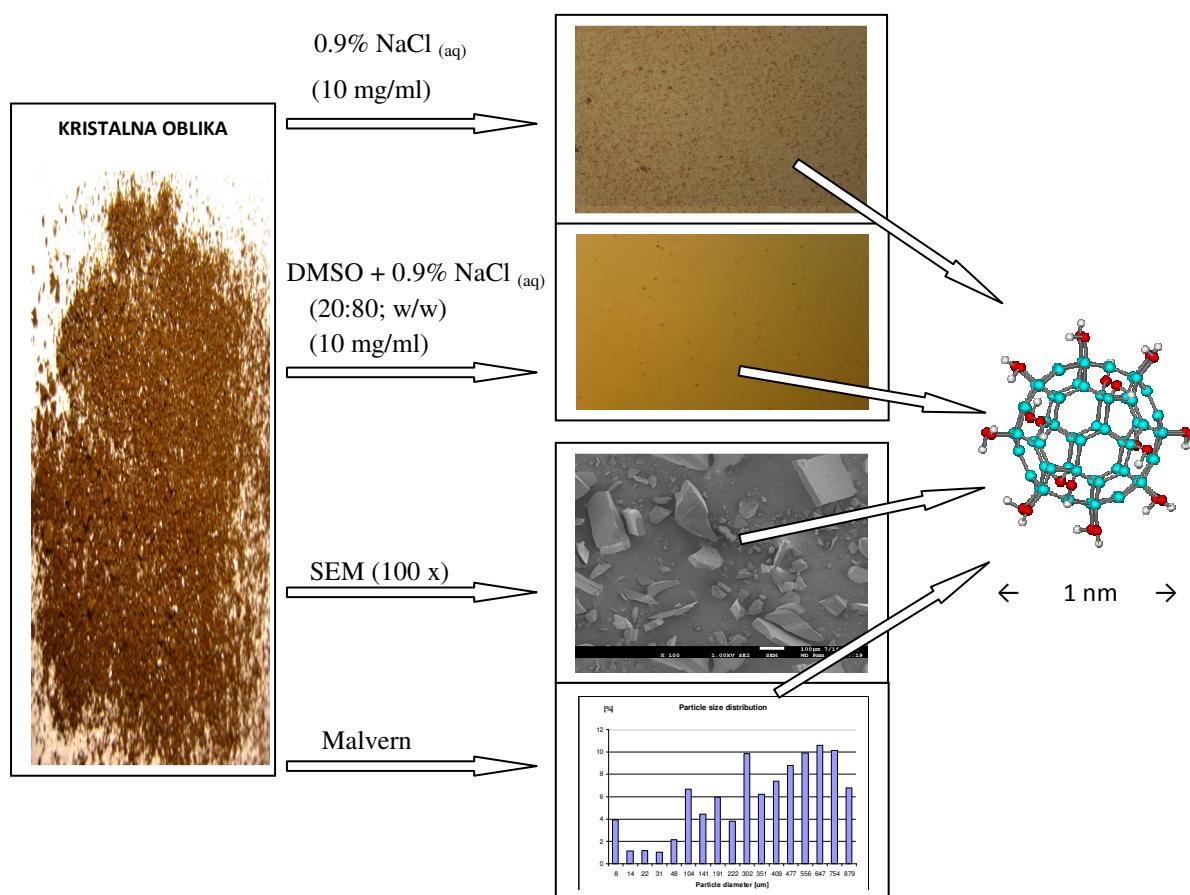 KRISTALNA OBLIKA
0.9% NaCl (aq)
(10 mg/ml)
DMSO + 0.9% NaCl (aq)
(20:80; w/w)
(10 mg/ml)
SEM (100 x)
Malvern
X 100 1.00kV SEI SEM WD 9mm
100µm
[%] Particle size distribution
12
10
8
6
4
2
0
8 14 22 31 48 104 141 191 222 302 351 409 477 556 647 754 879
Particle diameter [um]
← 1 nm →